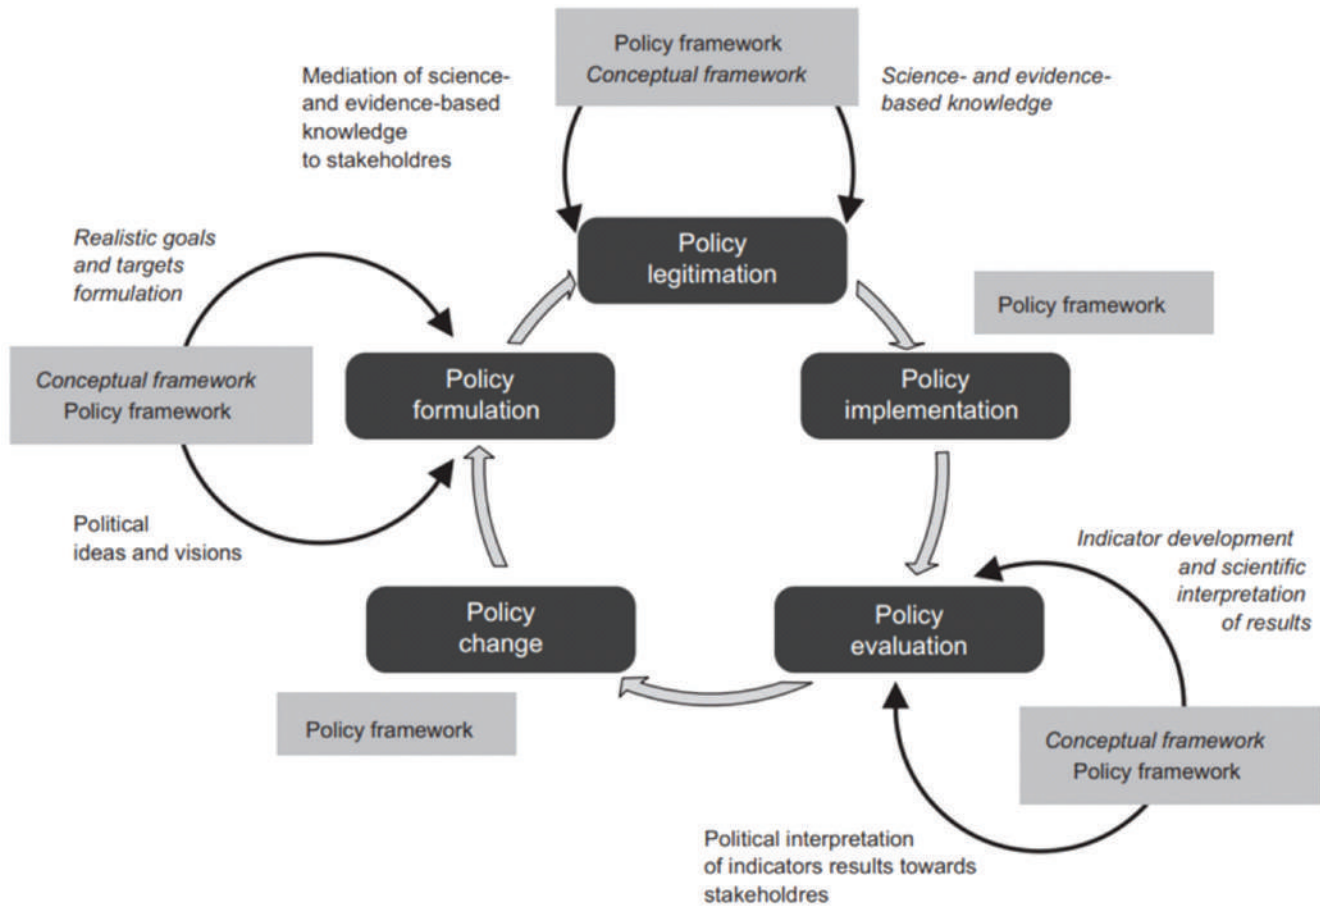 Policy framework
Conceptual framework
Mediation of science-
and evidence-based
knowledge
to stakeholdres
Science- and evidence-
based knowledge
Policy
legitimation
Realistic goals
and targets
formulation
Policy framework
Conceptual framework
Policy framework
Policy
formulation
Policy
implementation
Political
ideas and visions
Indicator development
and scientific
interpretation
of results
Policy
change
Policy
evaluation
Policy framework
Conceptual framework
Policy framework
Political interpretation
of indicators results towards
stakeholdres